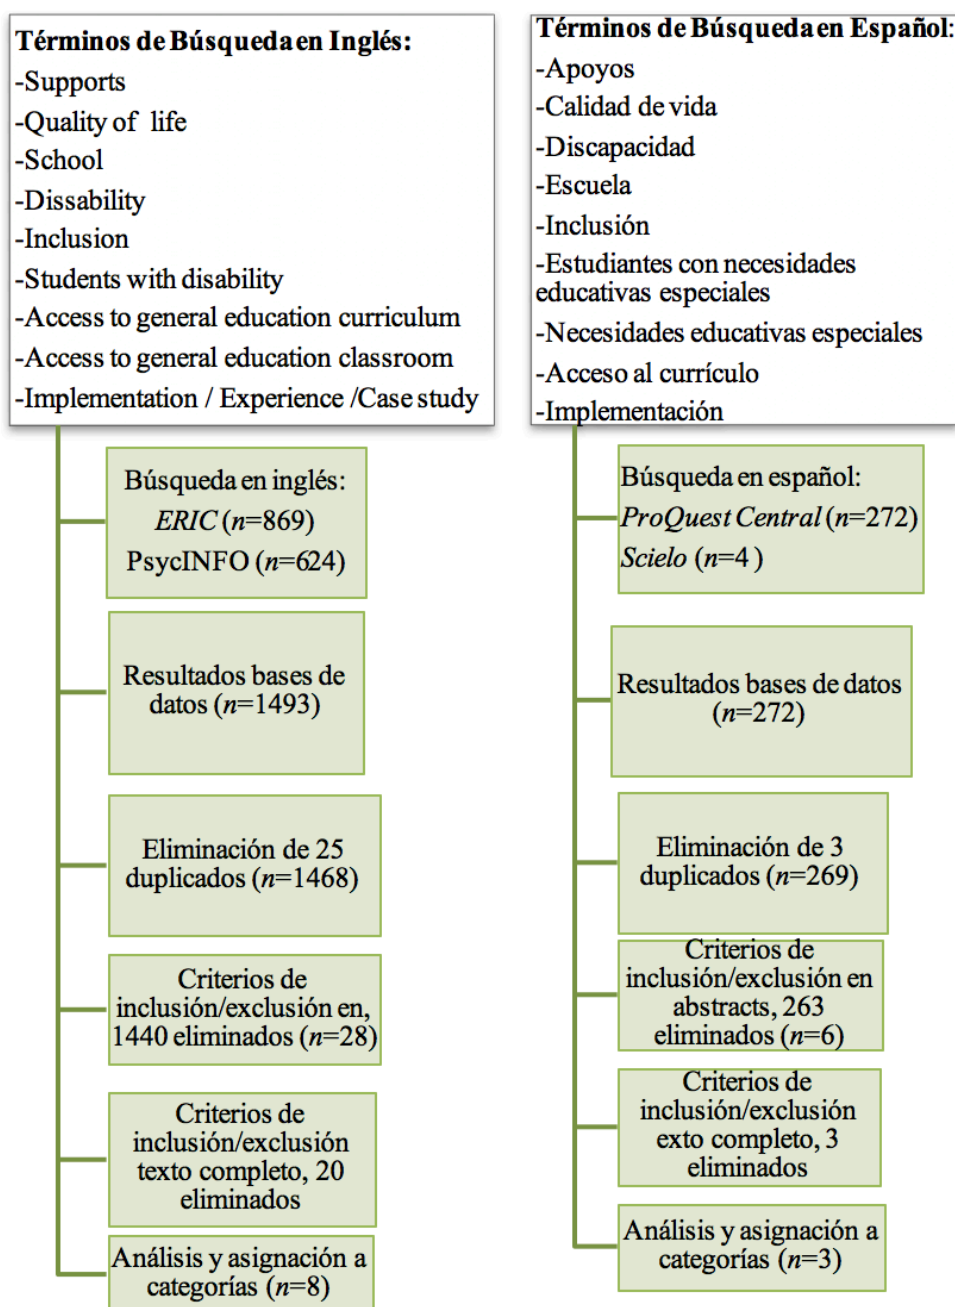 Términos de Búsqueda en Inglés:
-Supports
-Quality of life
-School
-Dissability
-Inclusion
-Students with disability
-Access to general education curriculum
-Access to general education classroom
-Implementation / Experience /Case study
Búsqueda en inglés:
ERIC (n=869)
PsycINFO (n=624)
Resultados bases de
datos (n=1493)
Eliminación de 25
duplicados (n=1468)
Criterios de
inclusión/exclusión en,
1440 eliminados (n=28)
Criterios de
inclusión/exclusión
texto completo, 20
eliminados
Análisis y asignación a
categorías (n=8)
Términos de Búsqueda en Español:
-Apoyos
-Calidad de vida
-Discapacidad
-Escuela
-Inclusión
-Estudiantes con necesidades
educativas especiales
-Necesidades educativas especiales
-Acceso al currículo
-Implementación
Búsqueda en español:
ProQuest Central (n=272)
Scielo (n=4 )
Resultados bases de datos
(n=272)
Eliminación de 3
duplicados (n=269)
Criterios de
inclusión/exclusión en
abstracts, 263
eliminados (n=6)
Criterios de
inclusión/exclusión
exto completo, 3
eliminados
Análisis y asignación a
categorías (n=3)